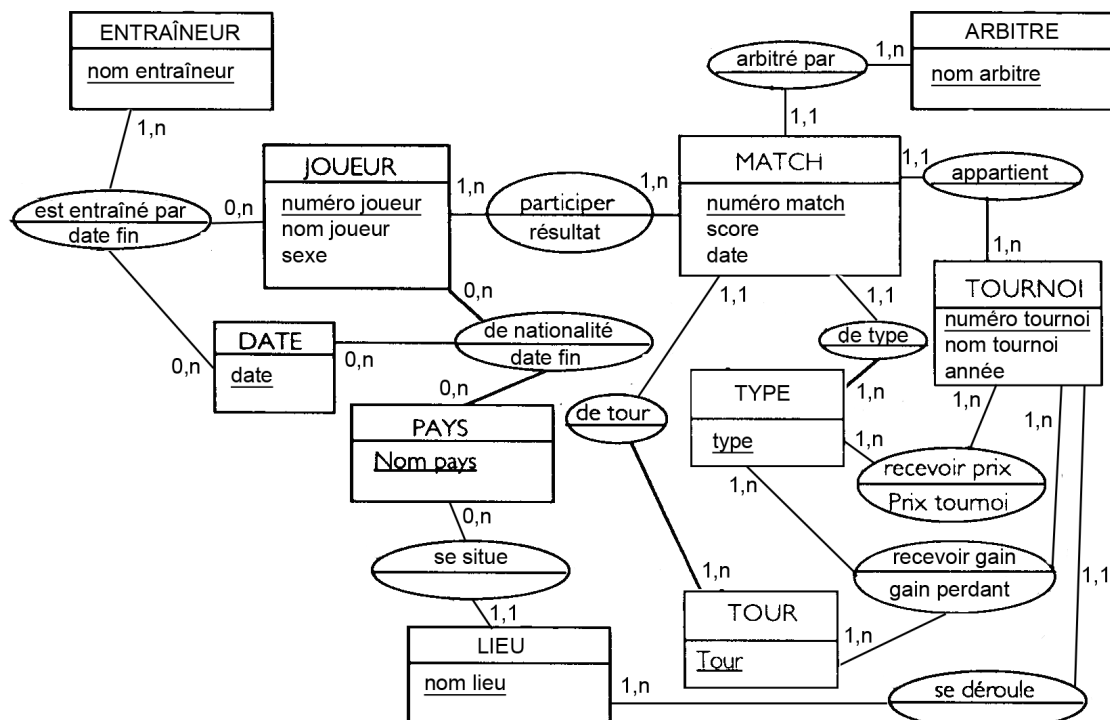 ENTRAÎNEUR
nom entraîneur
1,n
est entraîné par
date fin
0,n
0,n
JOUEUR
numéro joueur
nom joueur
sexe
1,n
participer
résultat
1,n
MATCH
numéro match
score
date
arbitré par
1,n
1,1
ARBITRE
nom arbitre
1,1
appartient
1,n
TOURNOI
numêro tournoi
nom tournoi
année
0,n
de nationalité
date fin
0,n
0,n
DATE
date
PAYS
Nom pays
0,n
se situe
1,1
LIEU
nom lieu
1,n
se déroule
1,1
1,1
de tour
1,n
TOUR
Tour
1,n
1,1
de type
1,n
TYPE
type
1,n
1,n
recevoir prix
Prix tournoi
1,n
1,n
recevoir gain
gain perdant